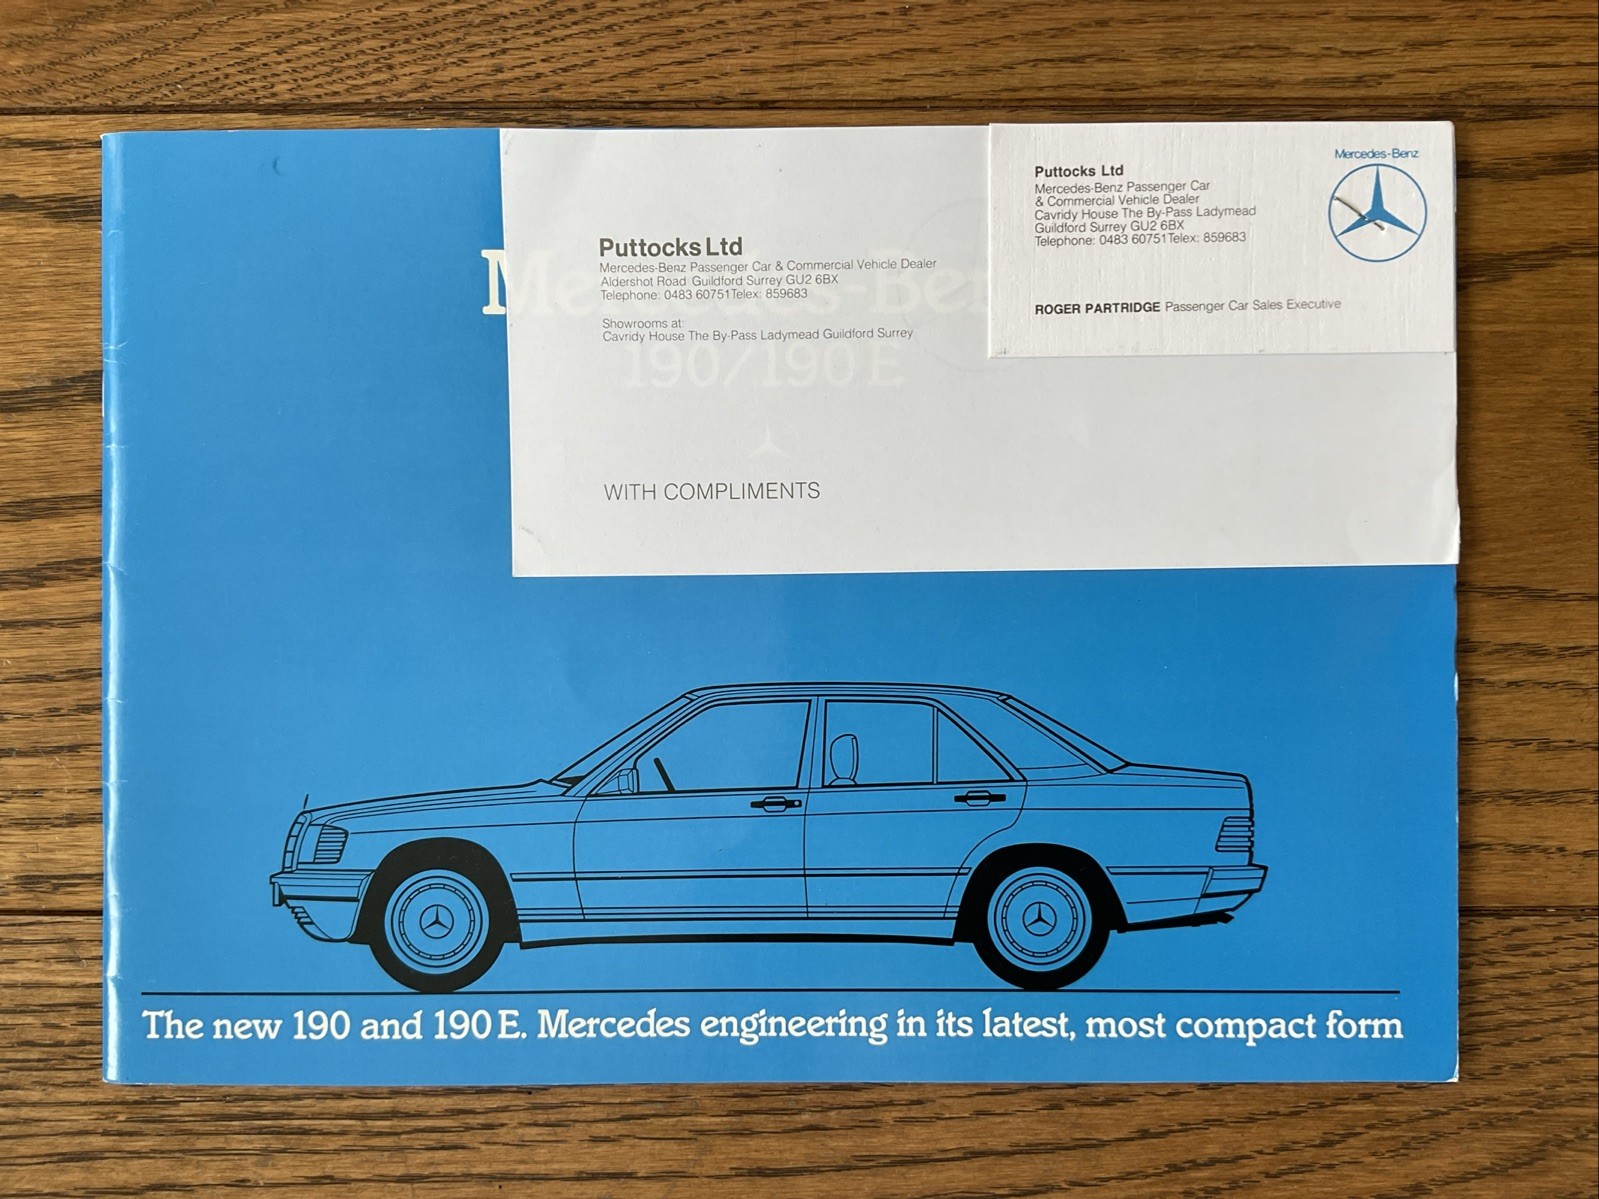 Mercedes-Benz
190/190 E
Puttocks Ltd
Mercedes-Benz Passenger Car & Commercial Vehicle Dealer
Aldershot Road Guildford Surrey GU2 6BX
Telephone: 0483 60751 Telex: 859683
Showrooms at:
Cavridy House The By-Pass Ladymead Guildford Surrey
WITH COMPLIMENTS
Mercedes-Benz
Puttocks Ltd
Mercedes-Benz Passenger Car
& Commercial Vehicle Dealer
Cavridy House The By-Pass Ladymead
Guildford Surrey GU2 6BX
Telephone: 0483 60751 Telex: 859683
ROGER PARTRIDGE Passenger Car Sales Executive
The new 190 and 190 E. Mercedes engineering in its latest, most compact form